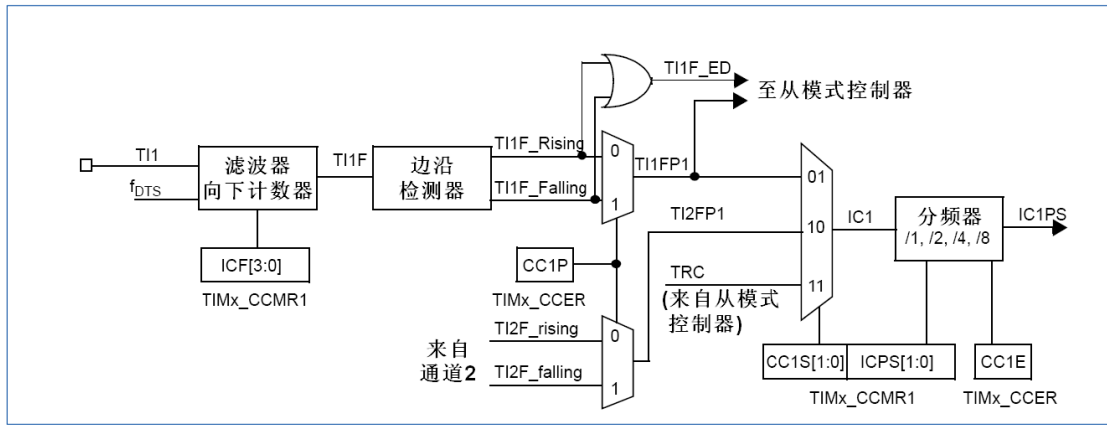 TI1F_ED
至从模式控制器
TI1
f_DTS
滤波器
向下计数器
TI1F
边沿
检测器
TI1F_Rising
TI1F_Falling
0
1
TI1FP1
TI2FP1
01
10
11
IC1
分频器
/1, /2, /4, /8
IC1PS
ICF[3:0]
TIMx_CCMR1
CC1P
TIMx_CCER
TRC
(来自从模式
控制器)
来自
通道2
TI2F_rising
TI2F_falling
0
1
CC1S[1:0]
ICPS[1:0]
CC1E
TIMx_CCMR1
TIMx_CCER